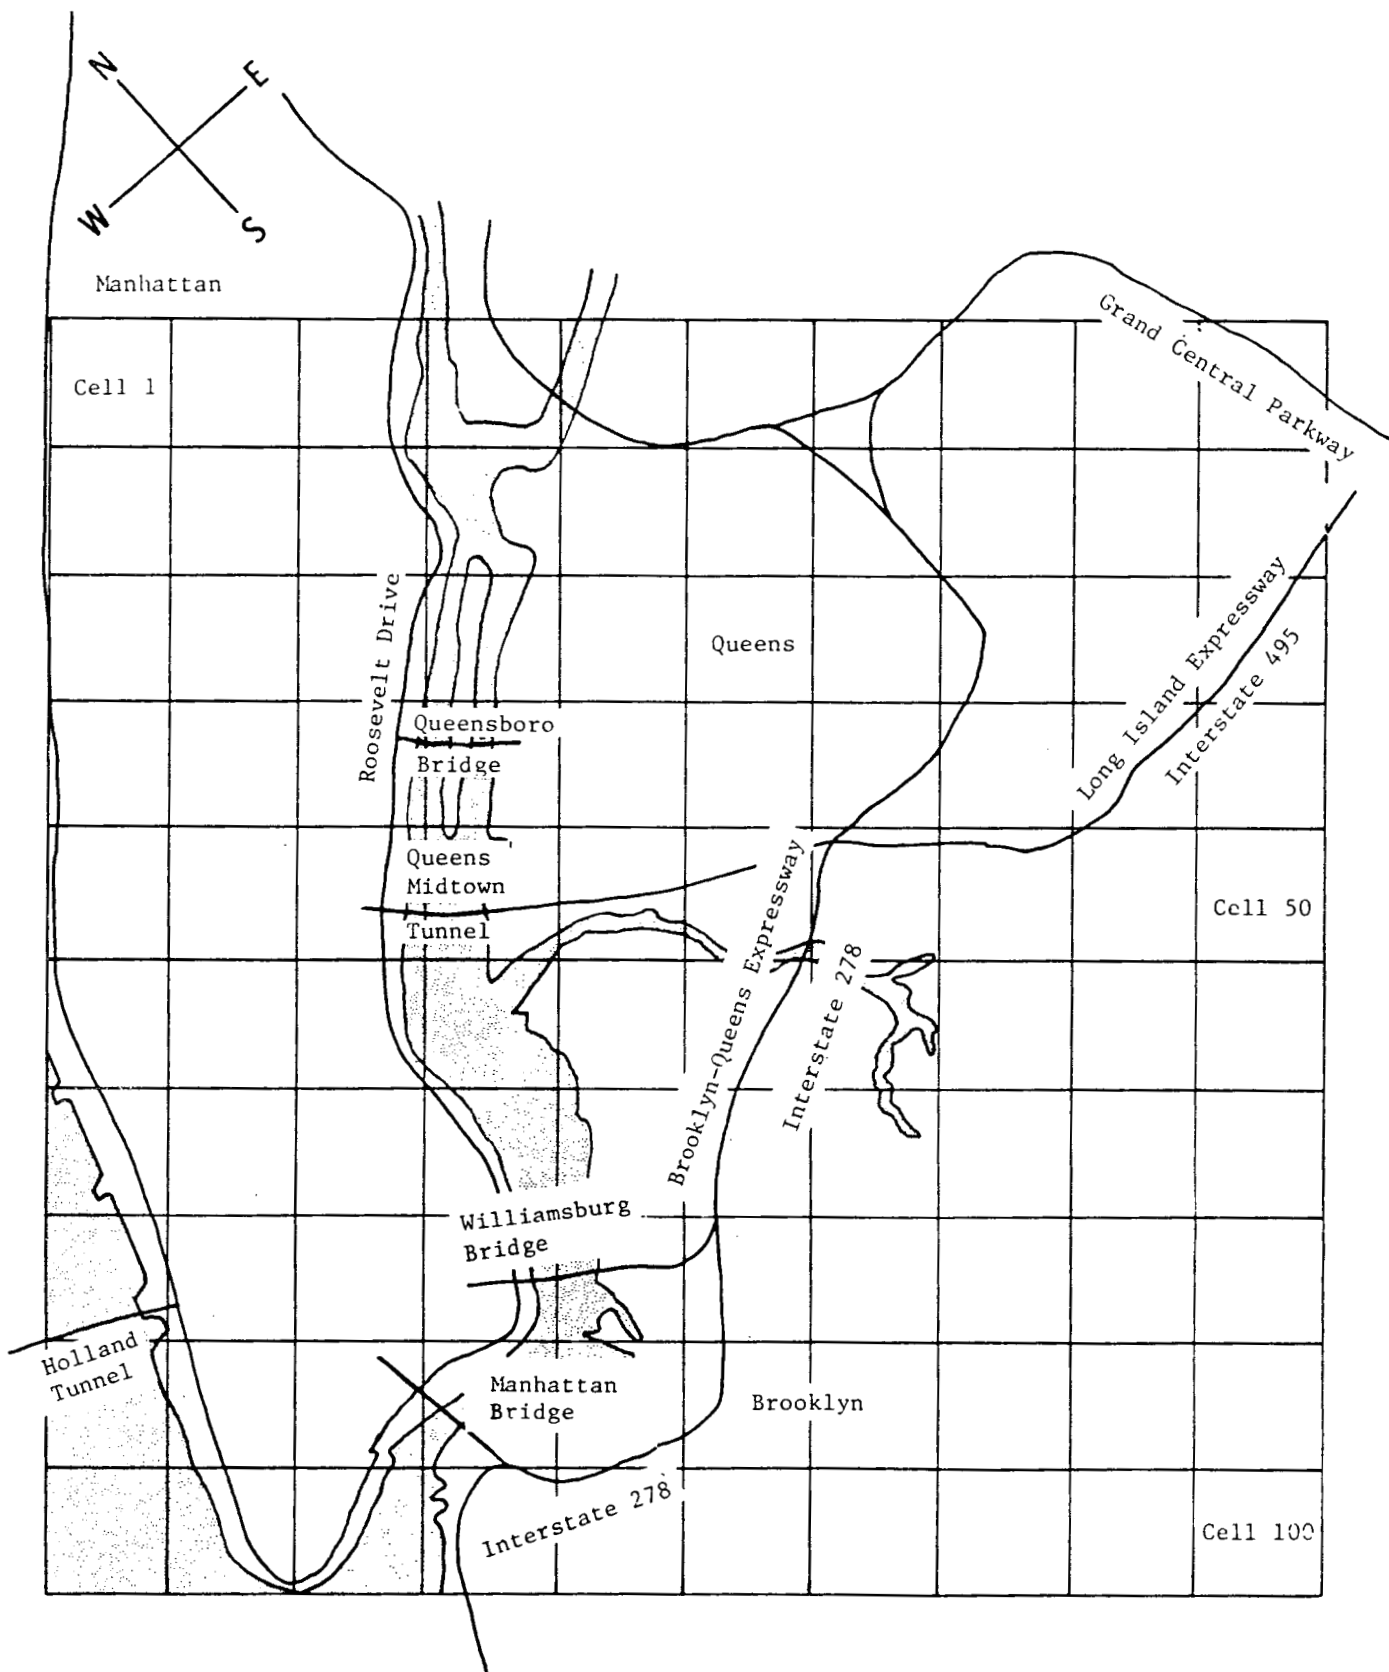 N
E
W
S
Manhattan
Grand Central Parkway
Cell 1
Roosevelt Drive
Queens
Long Island Expressway
Interstate 495
Queensboro
Bridge
Queens
Midtown
Tunnel
Cell 50
Brooklyn-Queens Expressway
Interstate 278
Williamsburg
Bridge
Holland
Tunnel
Manhattan
Bridge
Brooklyn
Interstate 278
Cell 100